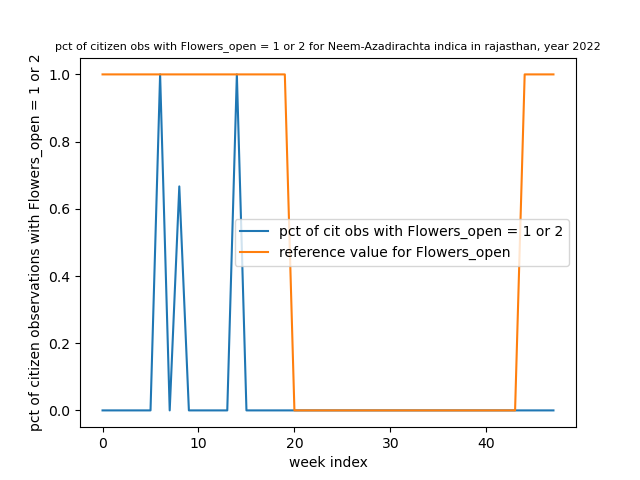 pct of citizen obs with Flowers_open = 1 or 2 for Neem-Azadirachta indica in rajasthan, year 2022
pct of citizen observations with Flowers_open = 1 or 2
1.0
0.8
0.6
0.4
0.2
0.0
pct of cit obs with Flowers_open = 1 or 2
reference value for Flowers_open
0 10 20 30 40
week index